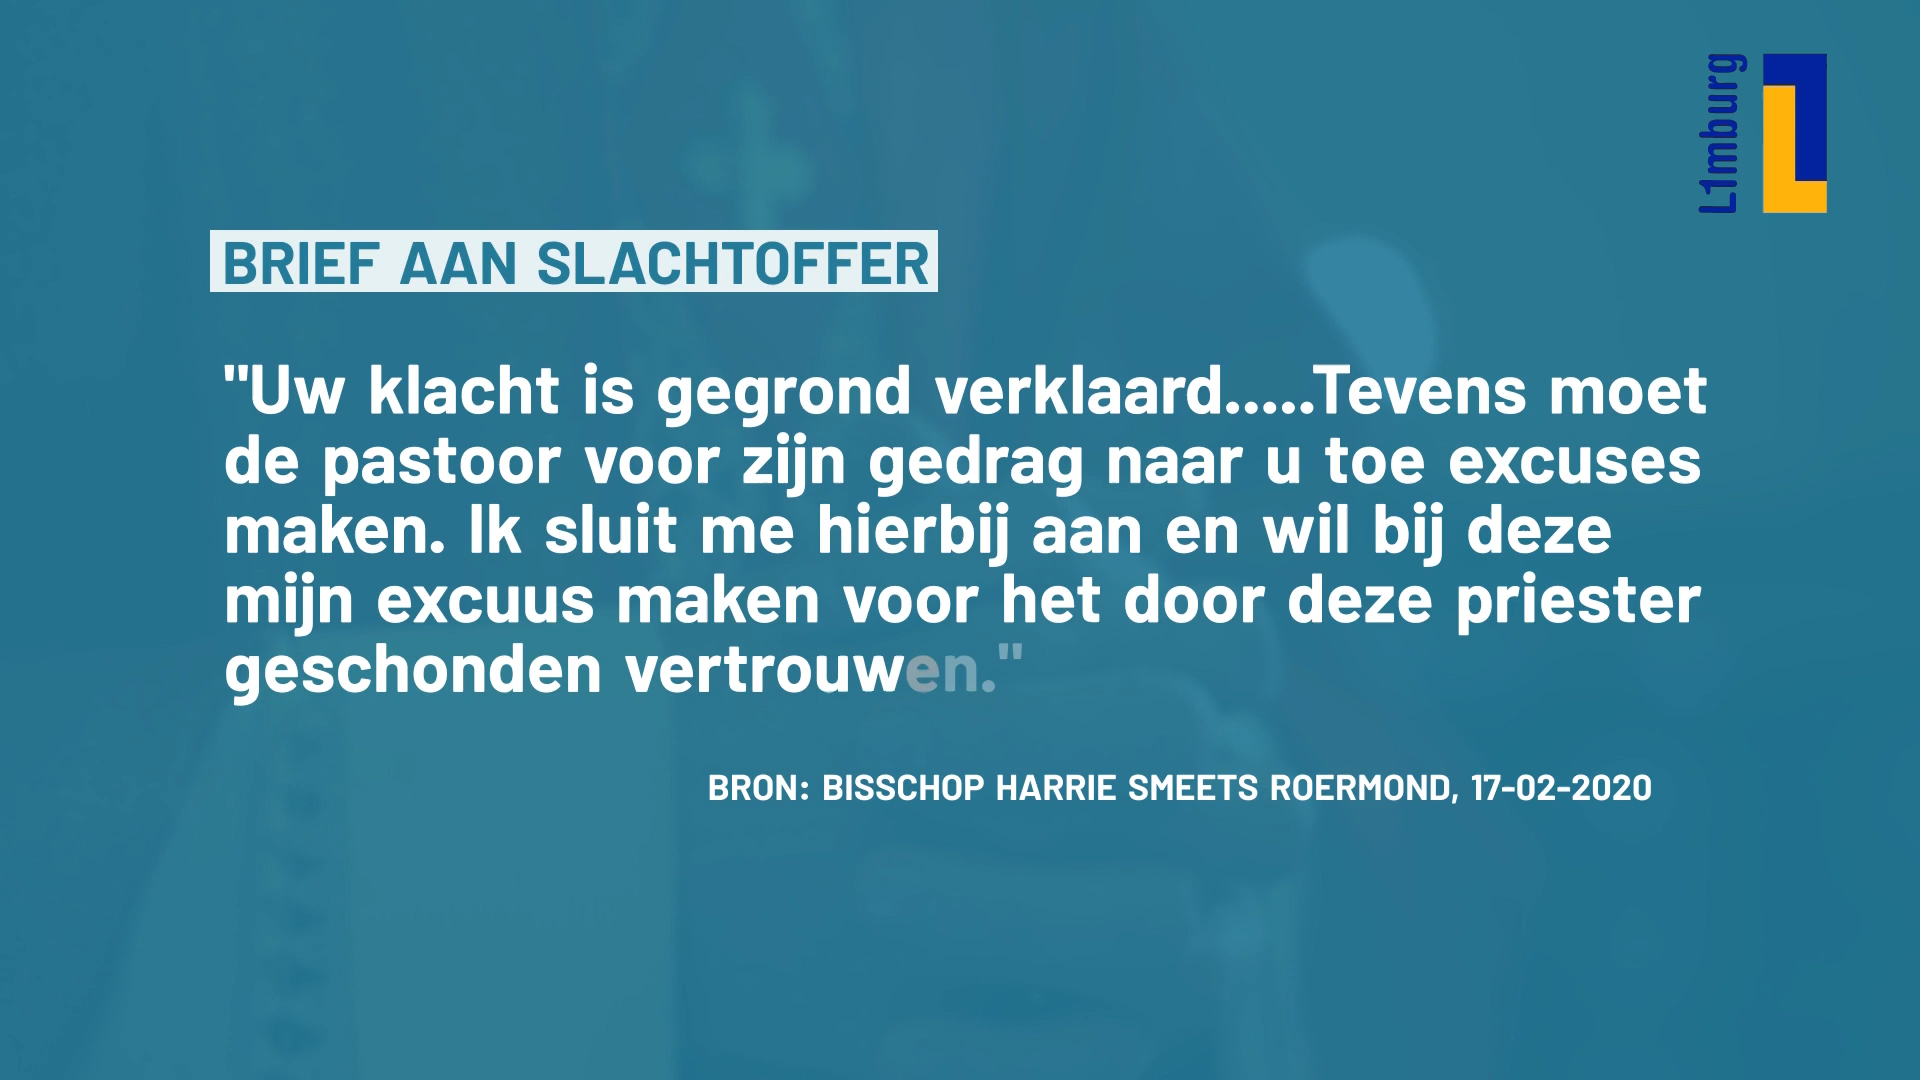 L1mburg
BRIEF AAN SLACHTOFFER
"Uw klacht is gegrond verklaard.....Tevens moet
de pastoor voor zijn gedrag naar u toe excuses
maken. Ik sluit me hierbij aan en wil bij deze
mijn excuus maken voor het door deze priester
geschonden vertrouwen."
BRON: BISSCHOP HARRIE SMEETS ROERMOND, 17-02-2020